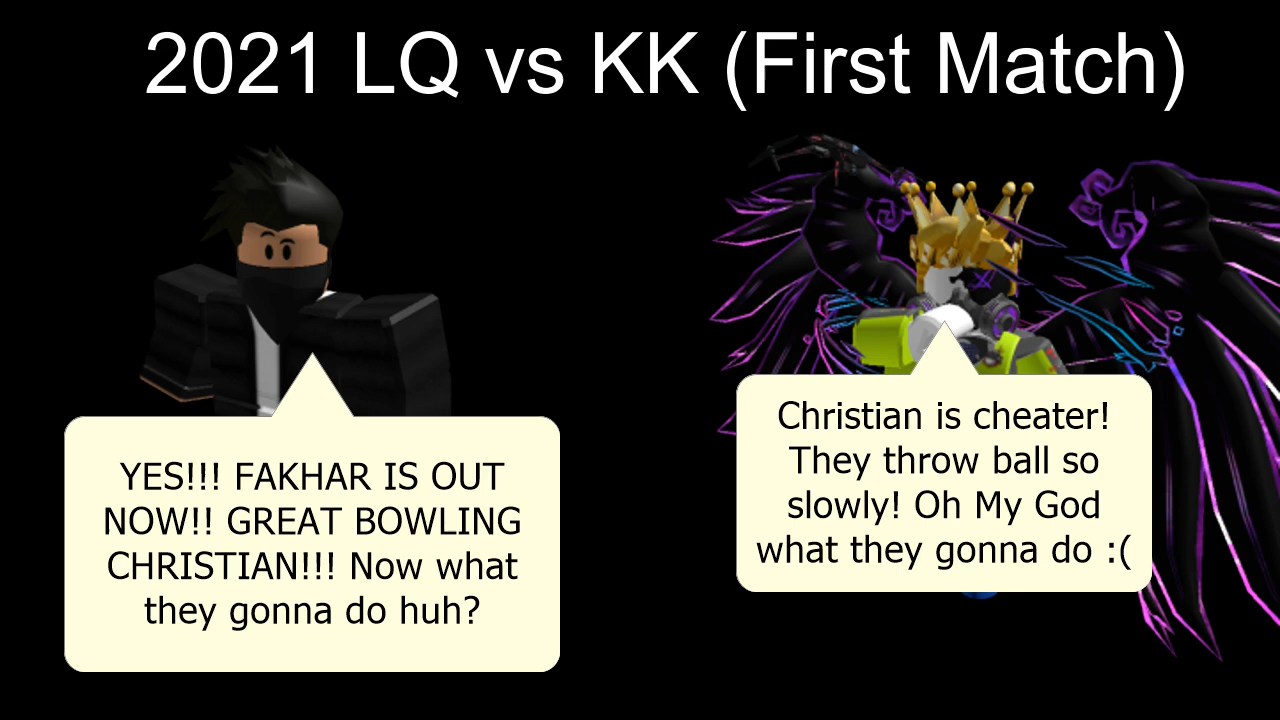 2021 LQ vs KK (First Match)
YES!!! FAKHAR IS OUT
NOW!! GREAT BOWLING
CHRISTIAN!!! Now what
they gonna do huh?
Christian is cheater!
They throw ball so
slowly! Oh My God
what they gonna do :(